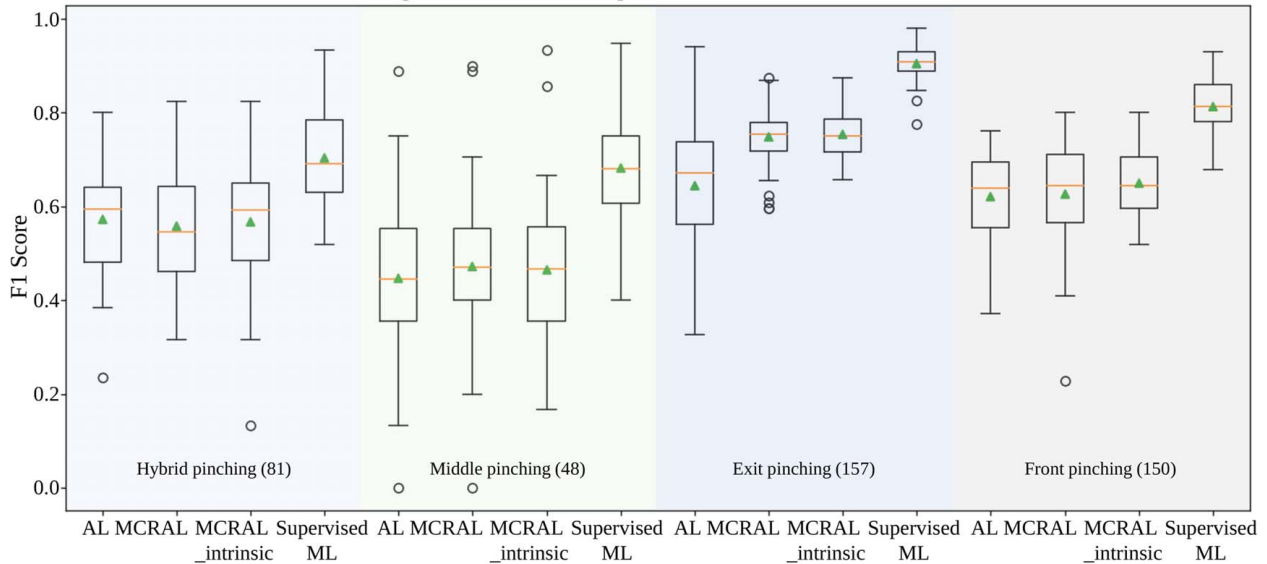 1.0
0.8
0.6
0.4
0.2
0.0
F1 Score
Hybrid pinching (81)
Middle pinching (48)
Exit pinching (157)
Front pinching (150)
AL MCRAL MCRAL Supervised AL MCRAL MCRAL Supervised AL MCRAL MCRAL Supervised AL MCRAL MCRAL Supervised
_intrinsic ML _intrinsic ML _intrinsic ML _intrinsic ML